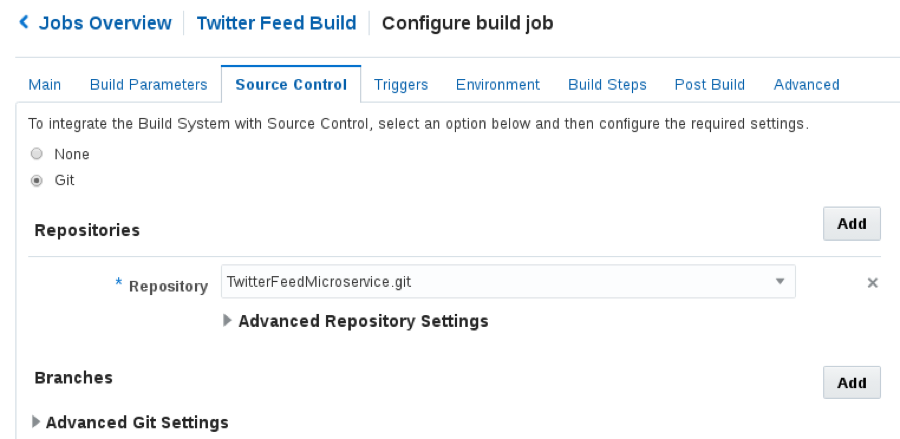 Jobs Overview Twitter Feed Build Configure build job
Main Build Parameters Source Control Triggers Environment Build Steps Post Build Advanced
To integrate the Build System with Source Control, select an option below and then configure the required settings.
None
Git
Repositories Add
* Repository TwitterFeedMicroservice.git ×
Advanced Repository Settings
Branches Add
Advanced Git Settings